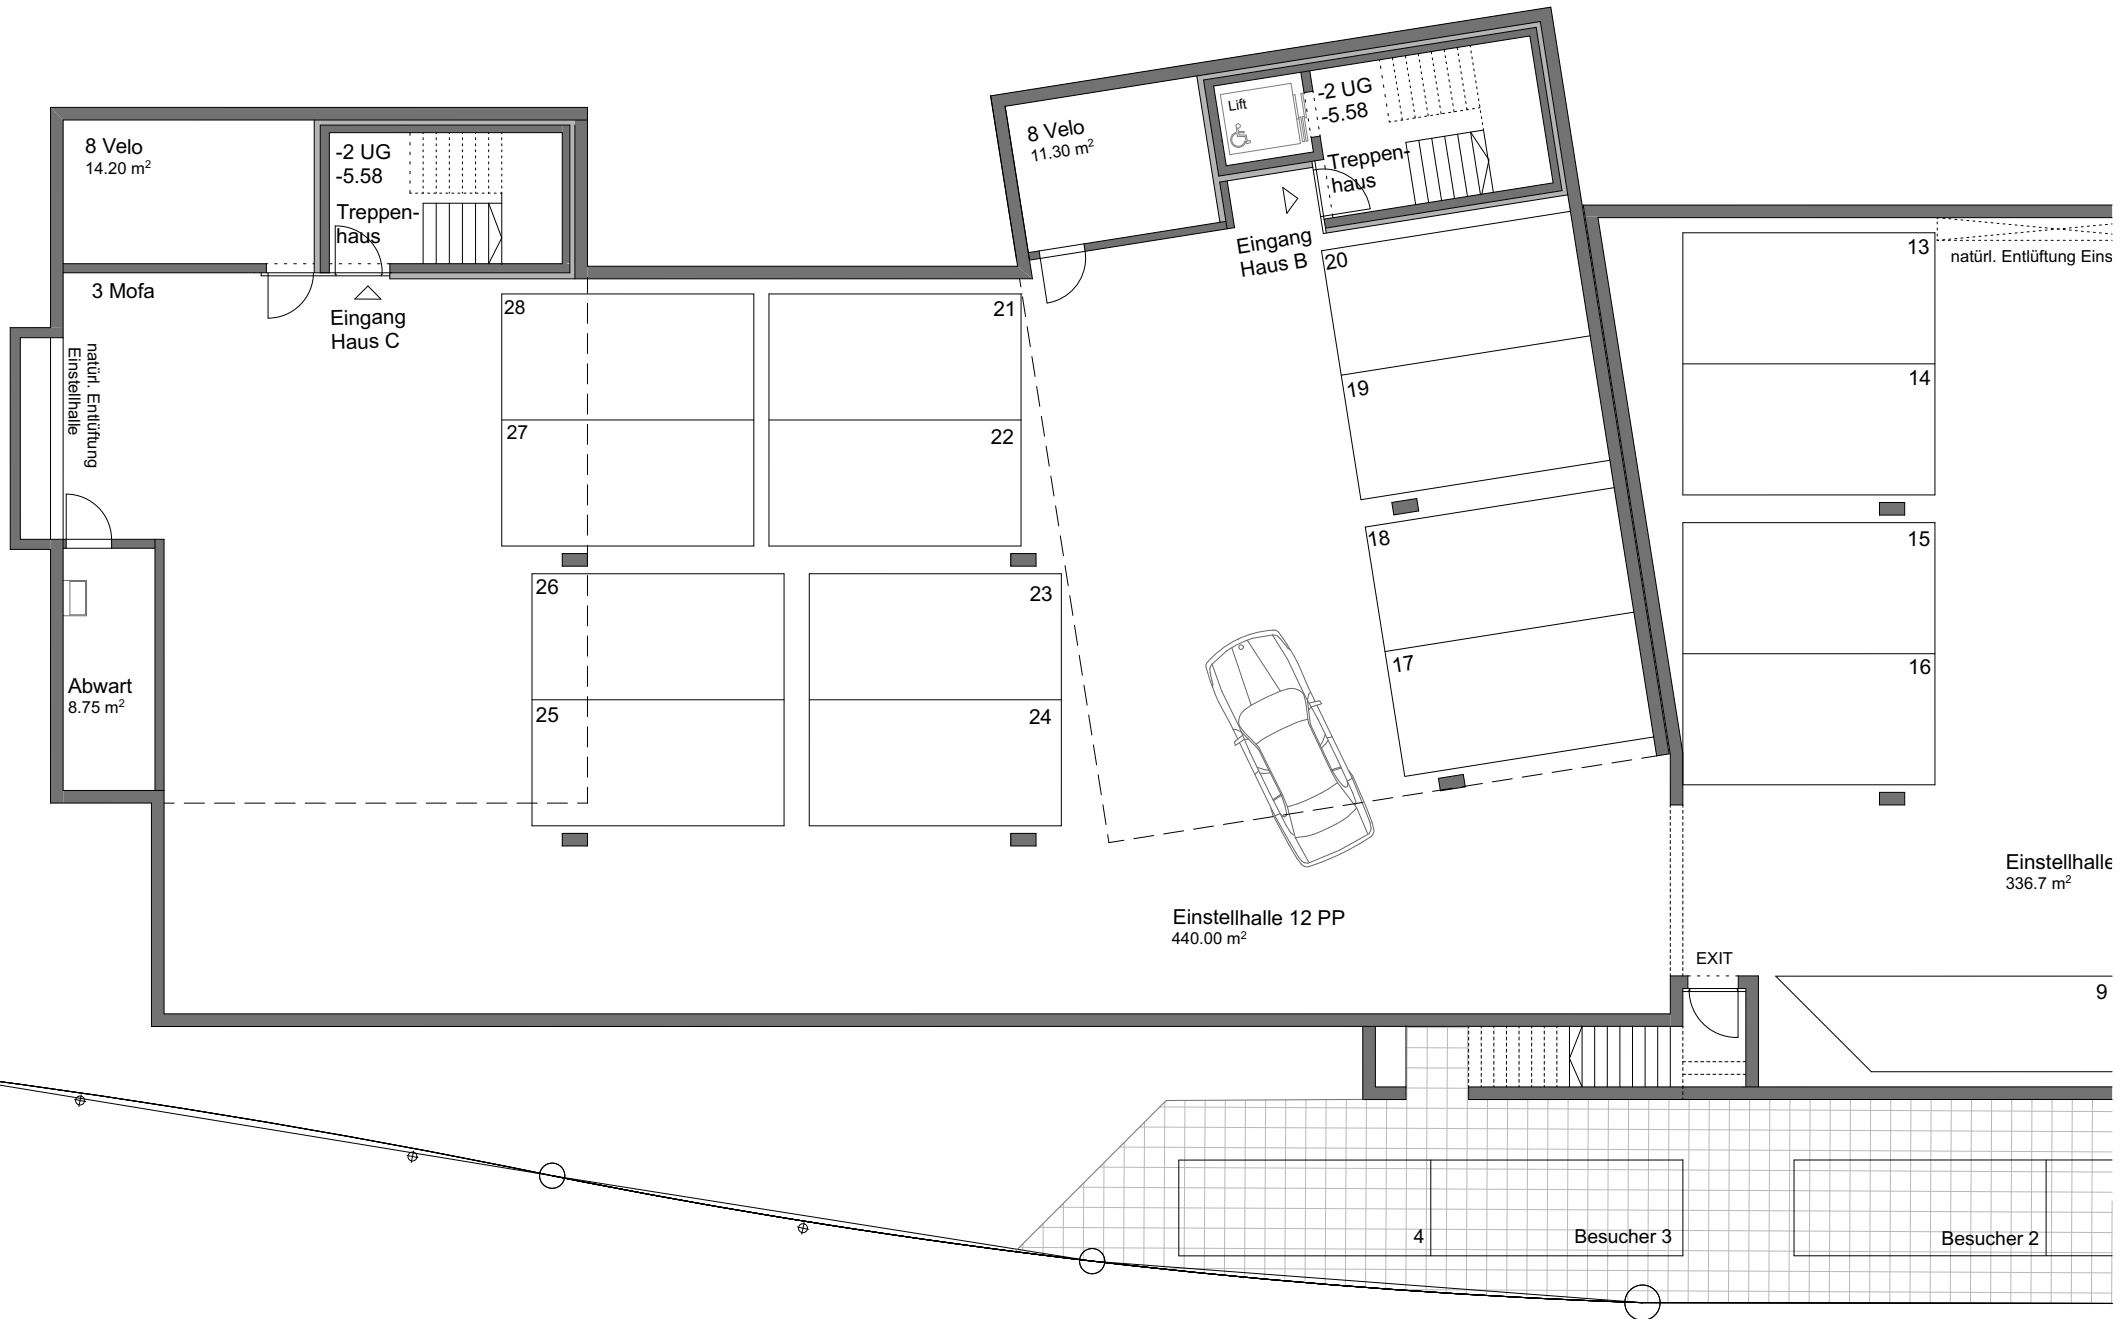 8 Velo
14.20 m²
-2 UG
-5.58
Treppen-
haus
3 Mofa
Eingang
Haus C
natürl. Entlüftung
Einstellhalle
Abwart
8.75 m²
28
27
26
25
21
22
23
24
8 Velo
11.30 m²
Lift
-2 UG
-5.58
Treppen-
haus
Eingang
Haus B
20
19
18
17
13
natürl. Entlüftung Eins
14
15
16
Einstellhalle
336.7 m²
Einstellhalle 12 PP
440.00 m²
EXIT
9
4
Besucher 3
Besucher 2